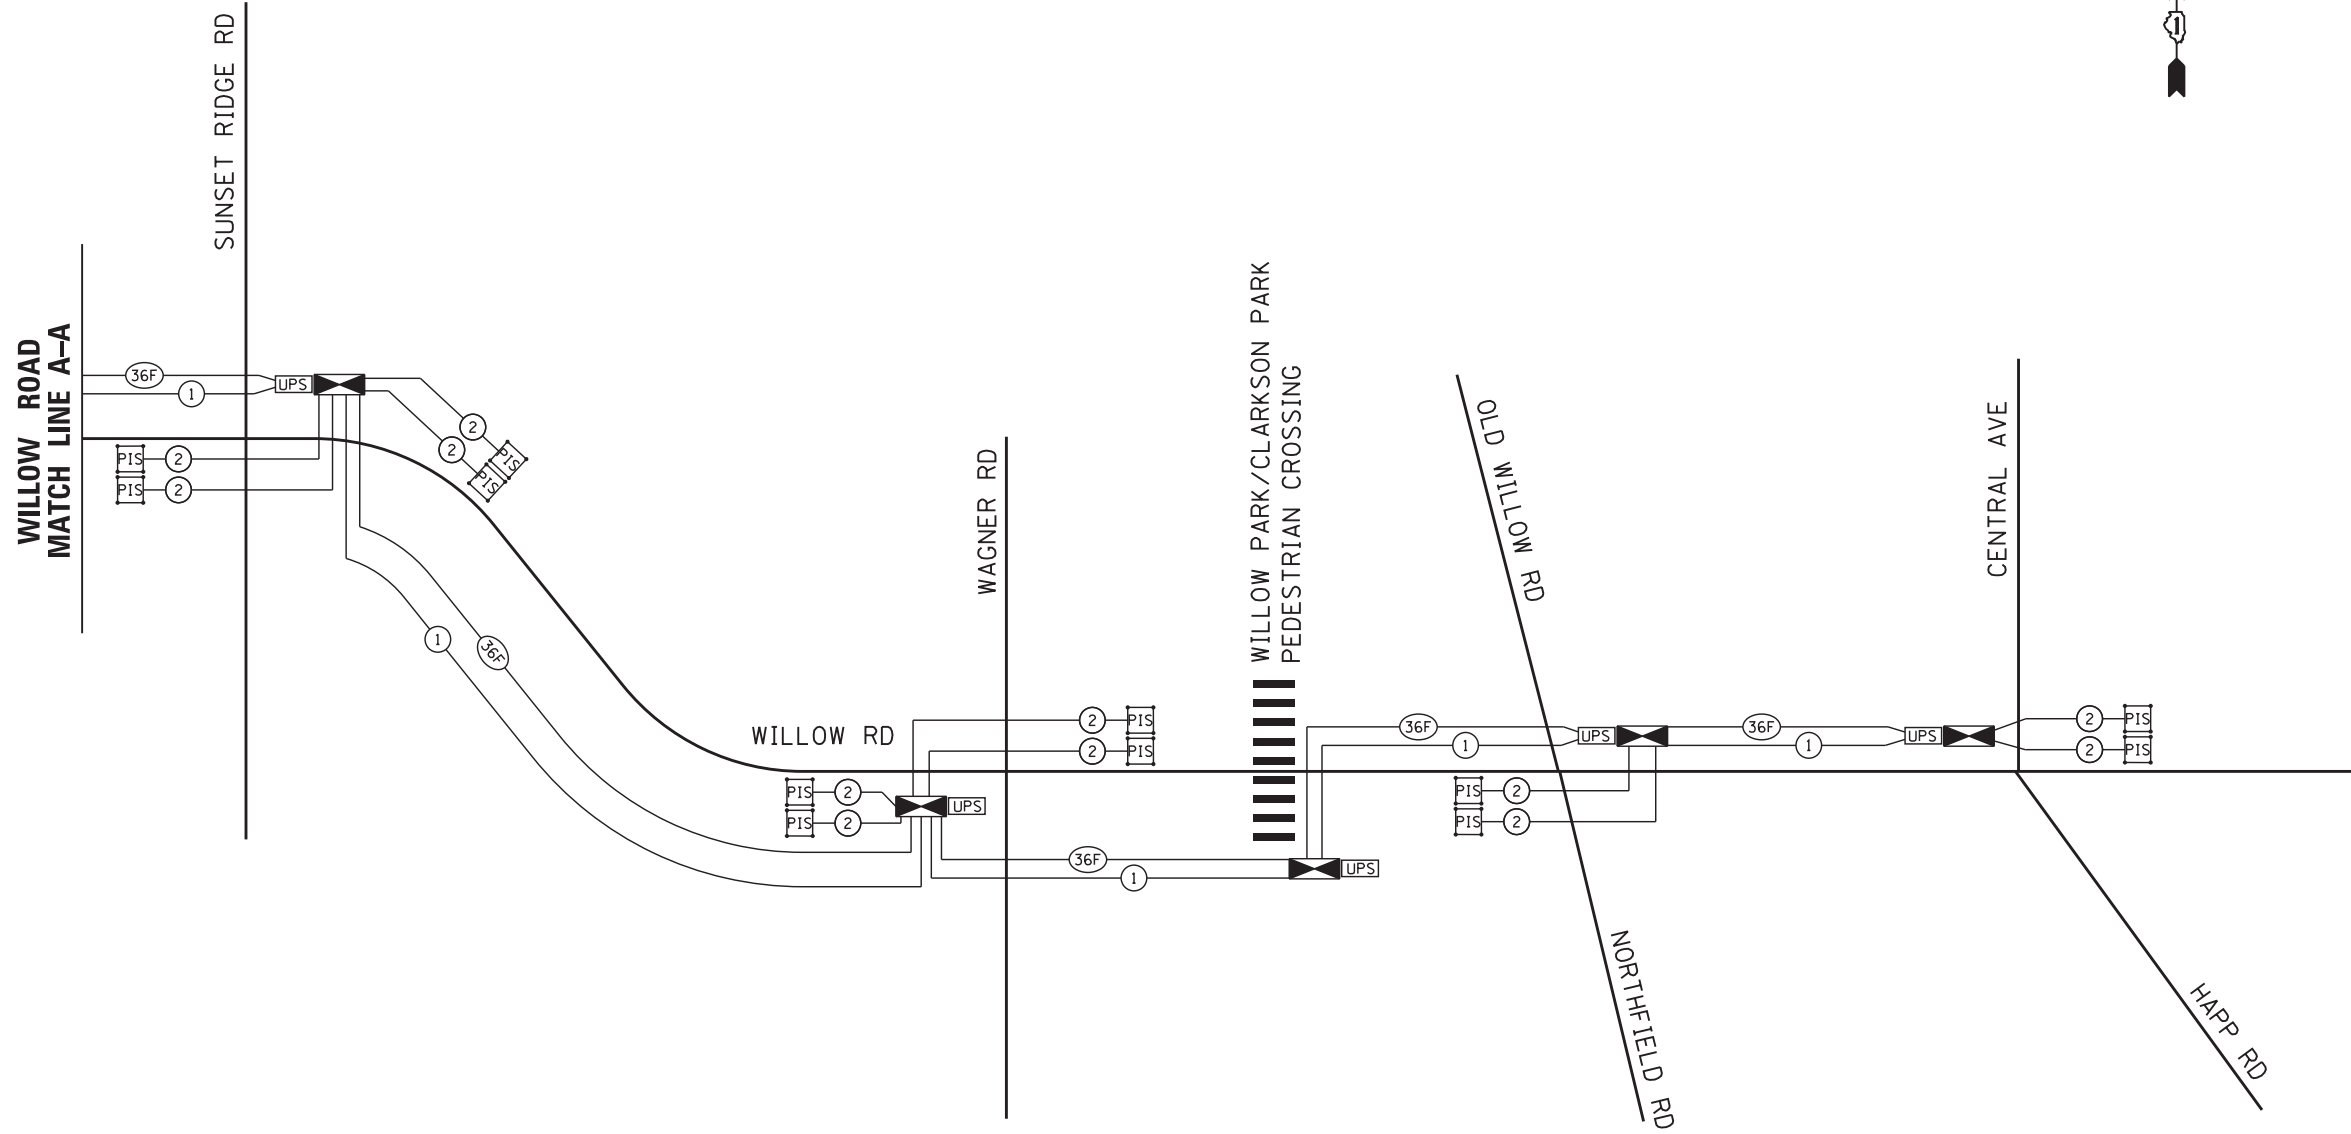 1
SUNSET RIDGE RD
WILLOW ROAD
MATCH LINE A-A
36F
1
UPS
2
2
PIS
PIS
PIS
2
PIS
2
1
36F
WILLOW RD
WAGNER RD
2
PIS
2
PIS
PIS
2
PIS
2
UPS
36F
1
UPS
WILLOW PARK/CLARKSON PARK
PEDESTRIAN CROSSING
OLD WILLOW RD
36F
1
UPS
PIS
2
PIS
2
36F
1
UPS
NORTHFIELD RD
CENTRAL AVE
2
PIS
2
PIS
HAPP RD